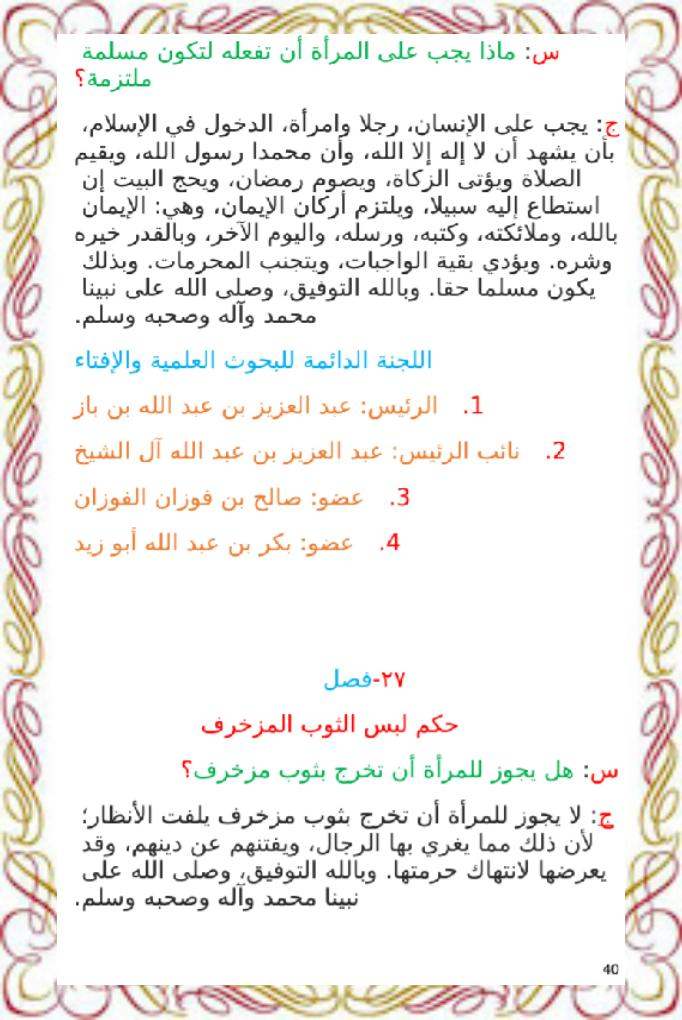 س: ماذا يجب على المرأة أن تفعله لتكون مسلمة
ملتزمة؟
ج: يجب على الإنسان، رجلا وامرأة، الدخول في الإسلام،
بأن يشهد أن لا إله إلا الله، وأن محمدا رسول الله، ويقيم
الصلاة ويؤتى الزكاة، ويصوم رمضان، ويحج البيت إن
استطاع إليه سبيلا، ويلتزم أركان الإيمان، وهي: الإيمان
بالله، وملائكته، وكتبه، ورسله، واليوم الآخر، وبالقدر خيره
وشره. ويؤدي بقية الواجبات، ويتجنب المحرمات. وبذلك
يكون مسلما حقا. وبالله التوفيق، وصلى الله على نبينا
محمد وآله وصحبه وسلم.
اللجنة الدائمة للبحوث العلمية والإفتاء
1. الرئيس: عبد العزيز بن عبد الله بن باز
2. نائب الرئيس: عبد العزيز بن عبد الله آل الشيخ
3. عضو: صالح بن فوزان الفوزان
4. عضو: بكر بن عبد الله أبو زيد
٢٧-فصل
حكم لبس الثوب المزخرف
س: هل يجوز للمرأة أن تخرج بثوب مزخرف؟
ج: لا يجوز للمرأة أن تخرج بثوب مزخرف يلفت الأنظار؛
لأن ذلك مما يغري بها الرجال، ويفتنهم عن دينهم، وقد
يعرضها لانتهاك حرمتها. وبالله التوفيق، وصلى الله على
نبينا محمد وآله وصحبه وسلم.
40